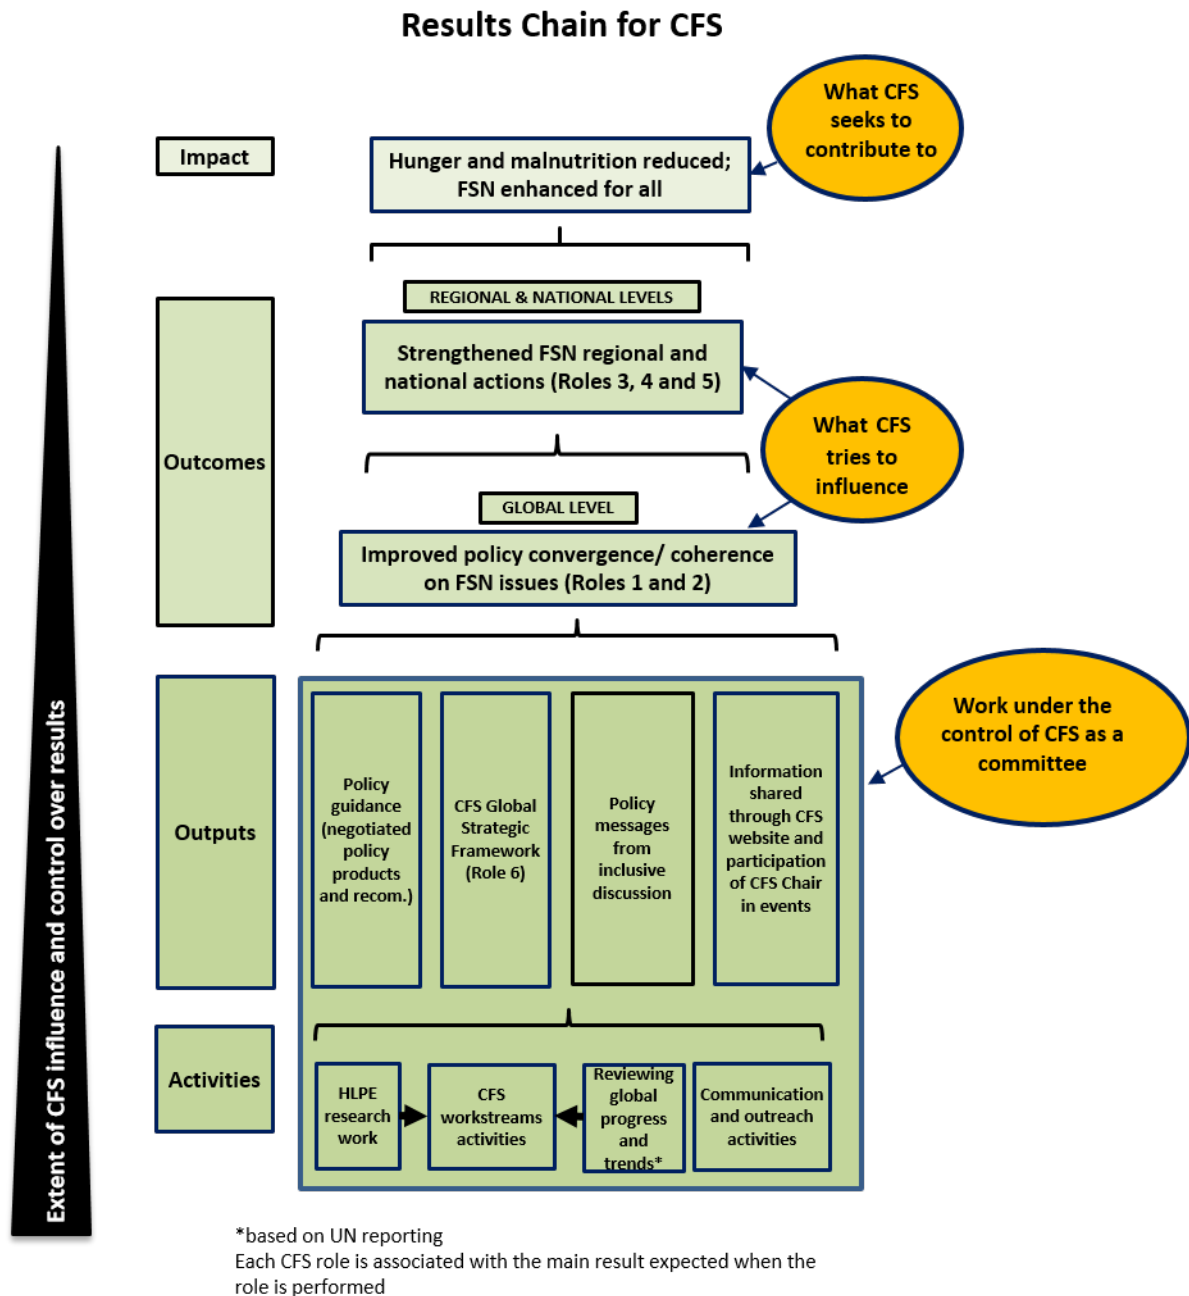 Results Chain for CFS
What CFS
seeks to
contribute to
Impact
Hunger and malnutrition reduced;
FSN enhanced for all
REGIONAL & NATIONAL LEVELS
Strengthened FSN regional and
national actions (Roles 3, 4 and 5)
What CFS
tries to
influence
Outcomes
GLOBAL LEVEL
Improved policy convergence/ coherence
on FSN issues (Roles 1 and 2)
Extent of CFS influence and control over results
Work under the
control of CFS as a
committee
Outputs
Policy
guidance
(negotiated
policy
products
and recom.)
CFS Global
Strategic
Framework
(Role 6)
Policy
messages
from
inclusive
discussion
Information
shared
through CFS
website and
participation
of CFS Chair
in events
Activities
HLPE
research
work
CFS
workstreams
activities
Reviewing
global
progress
and
trends*
Communication
and outreach
activities
*based on UN reporting
Each CFS role is associated with the main result expected when the
role is performed